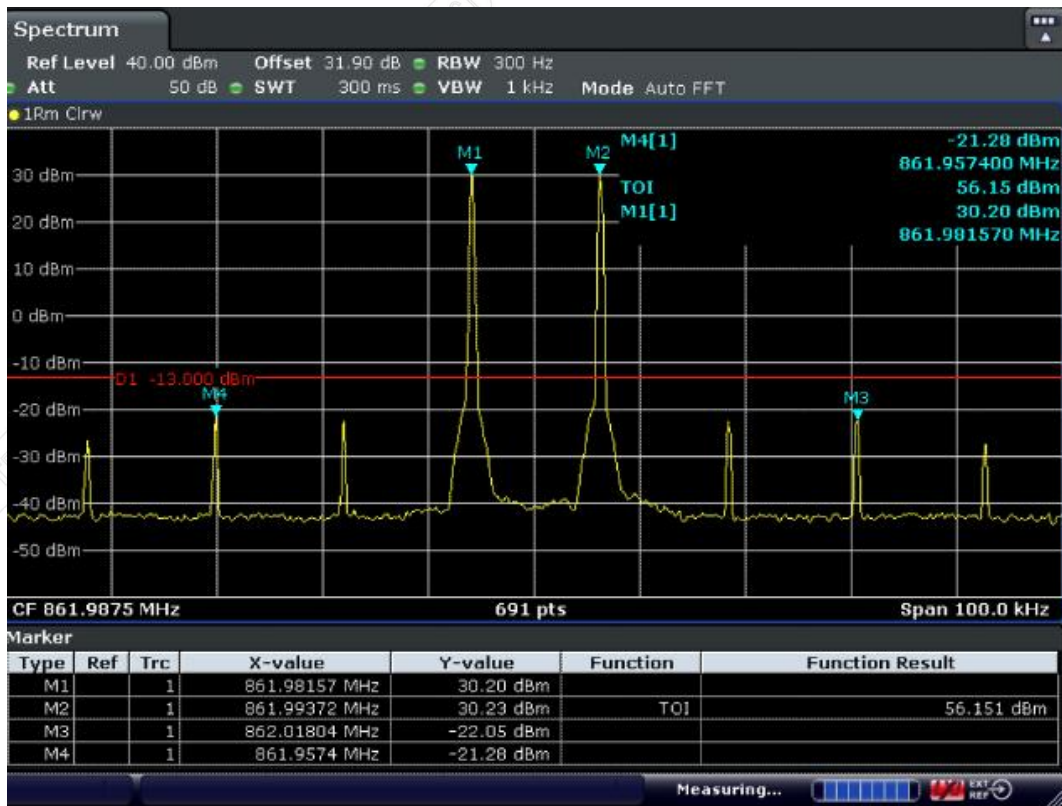 Spectrum
Ref Level 40.00 dBm Offset 31.90 dB RBW 300 Hz
Att 50 dB SWT 300 ms VBW 1 kHz Mode Auto FFT
1Rm Clrw
M4[1] -21.28 dBm
861.957400 MHz
TOI 56.15 dBm
M1[1] 30.20 dBm
861.981570 MHz
M1
M2
30 dBm
20 dBm
10 dBm
0 dBm
-10 dBm
D1 -13.000 dBm
M4
M3
-20 dBm
-30 dBm
-40 dBm
-50 dBm
CF 861.9875 MHz 691 pts Span 100.0 kHz
Marker
Type Ref Trc X-value Y-value Function Function Result
M1 1 861.98157 MHz 30.20 dBm
M2 1 861.99372 MHz 30.23 dBm TOI 56.151 dBm
M3 1 862.01804 MHz -22.05 dBm
M4 1 861.9574 MHz -21.28 dBm
Measuring... EXT REF